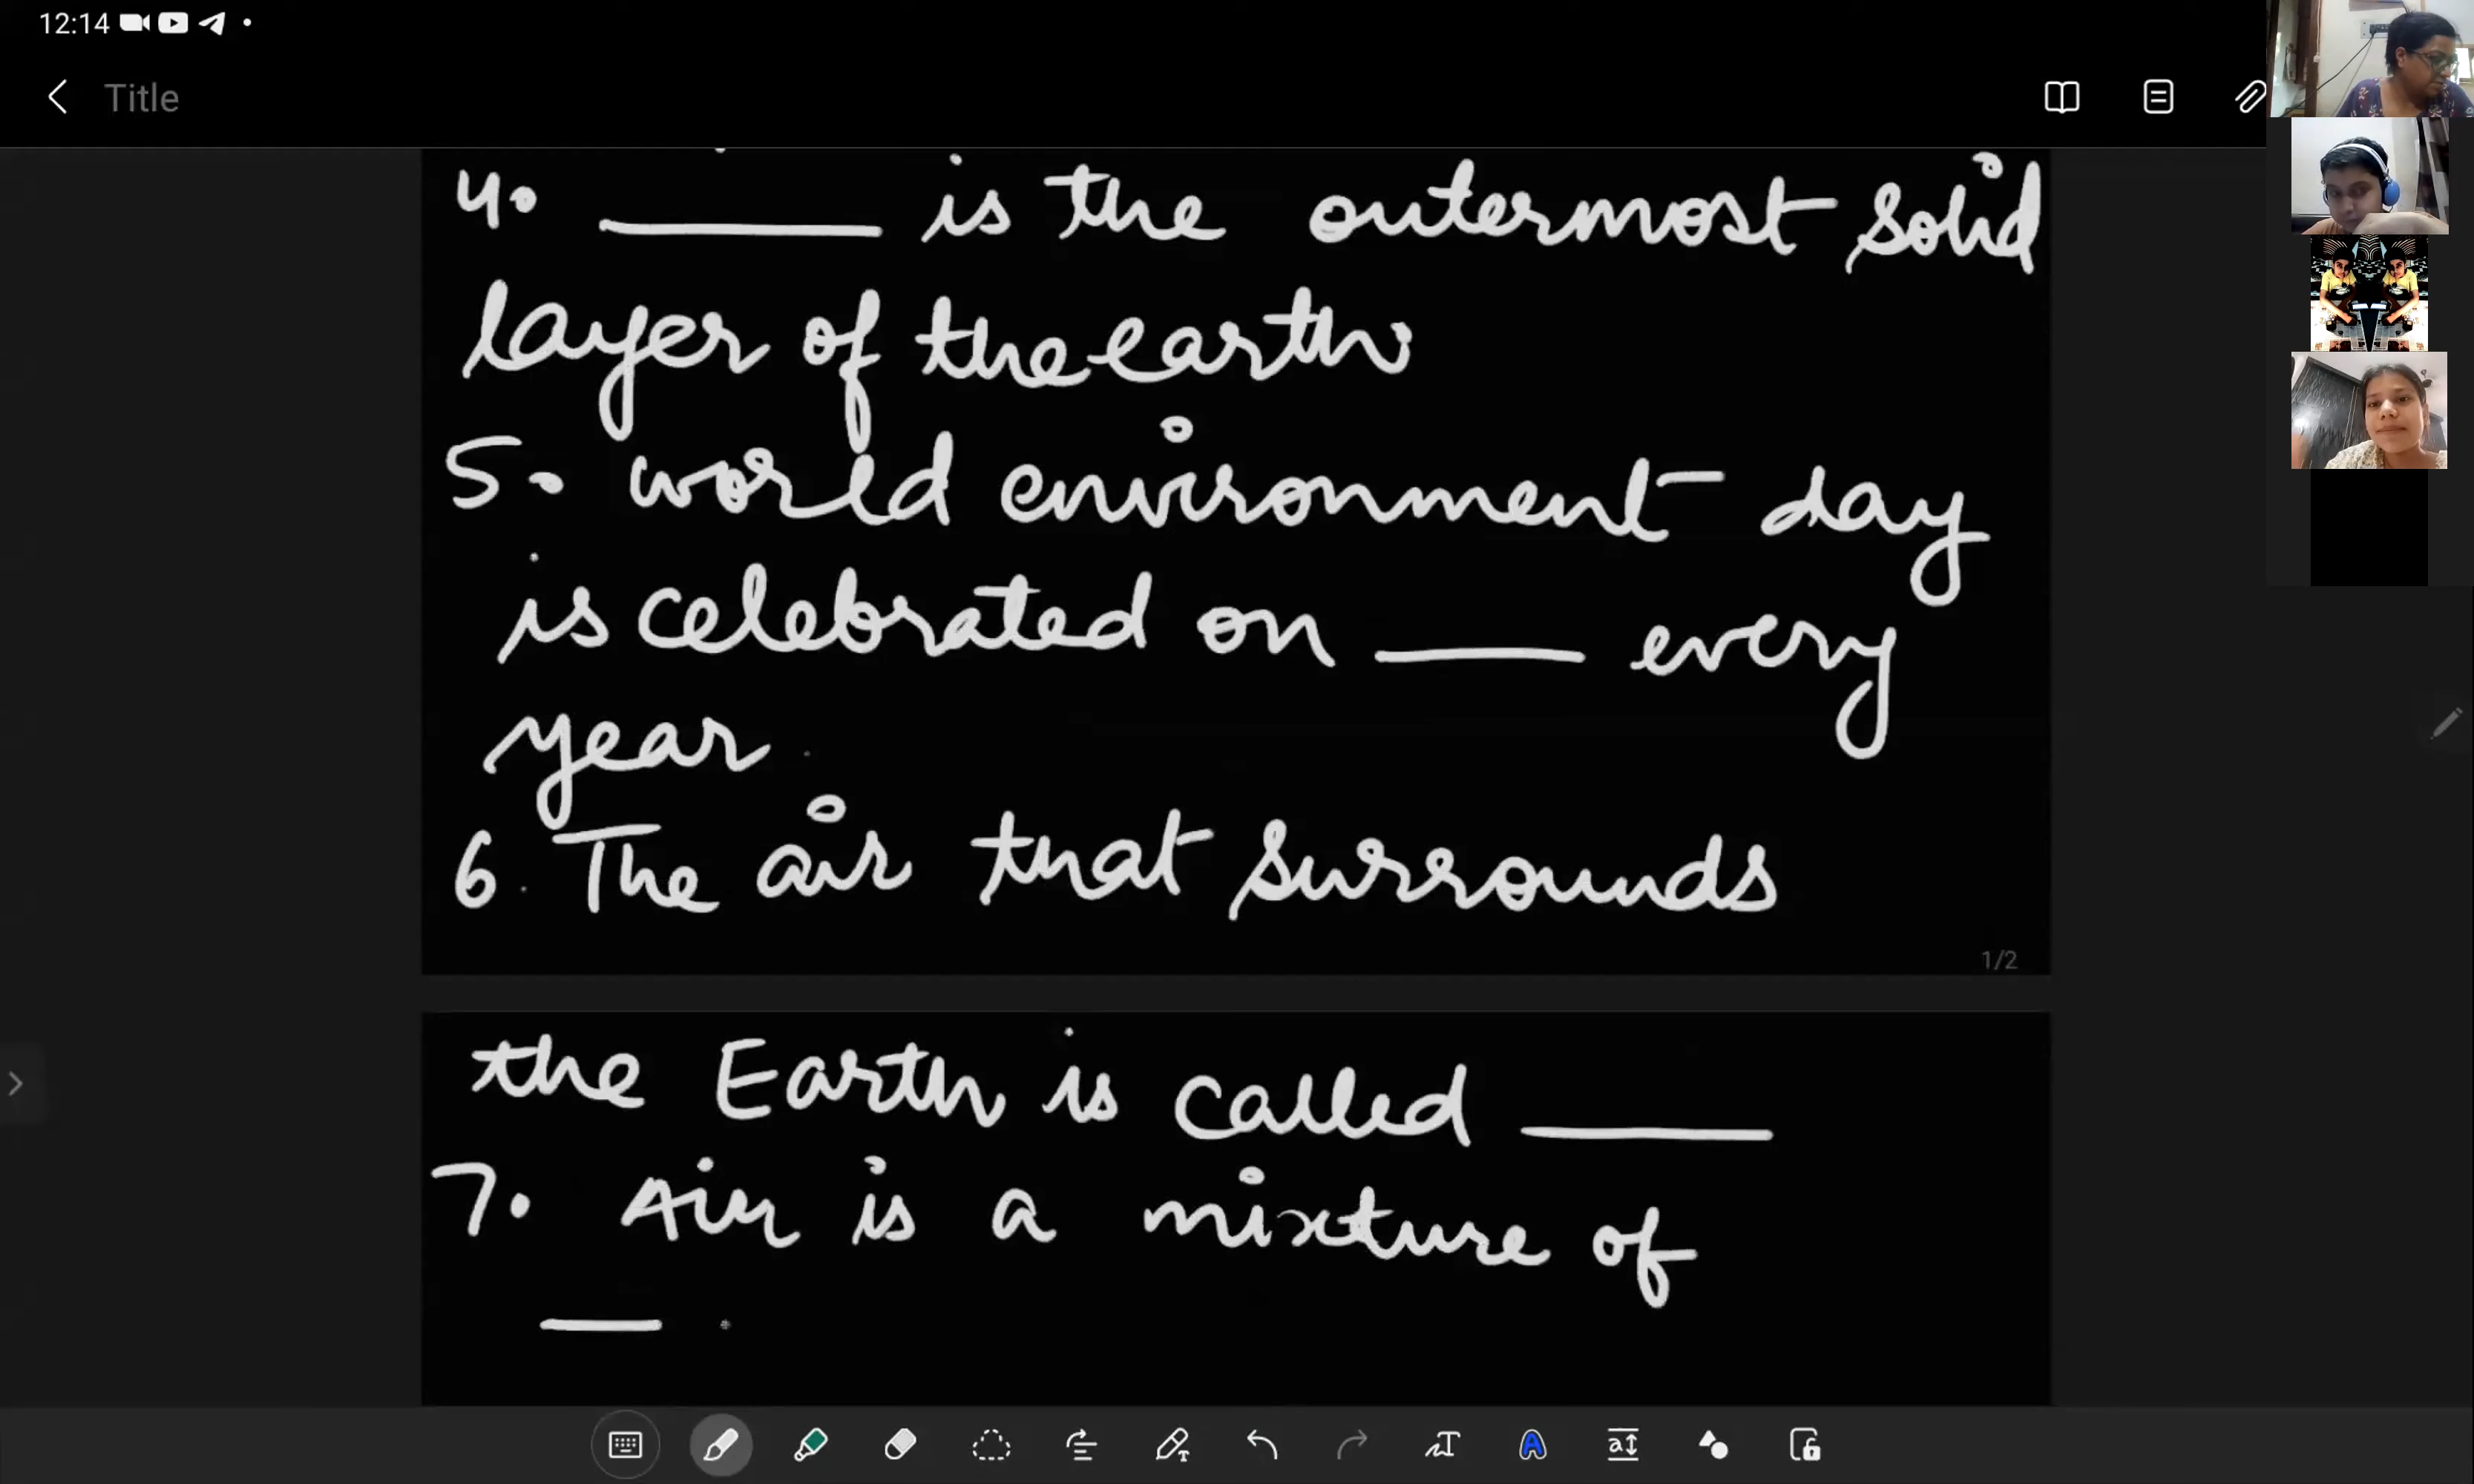 12:14
Title
4. ______ is the outermost solid
layer of the earth.
5. world environment day
is celebrated on ______ every
year.
6. The air that surrounds
1/2
the Earth is called ______
7. Air is a mixture of
______ .